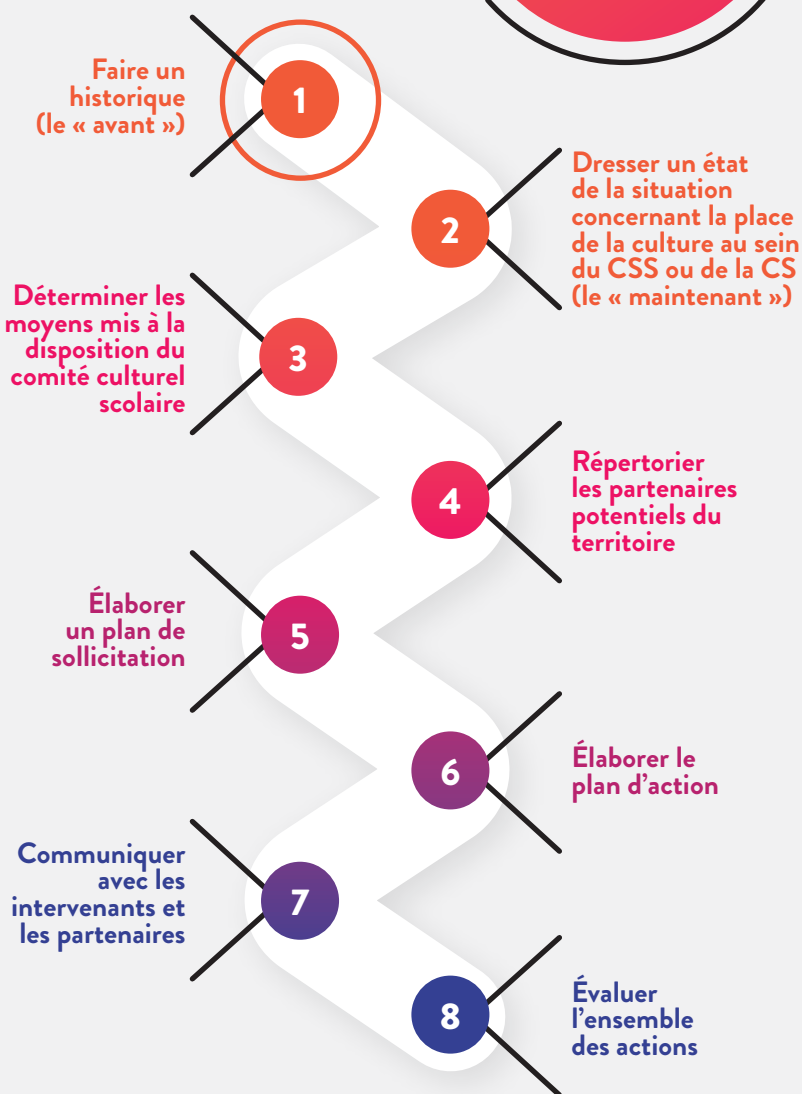 1
Faire un
historique
(le « avant »)
2
Dresser un état
de la situation
concernant la place
de la culture au sein
du CSS ou de la CS
(le « maintenant »)
3
Déterminer les
moyens mis à la
disposition du
comité culturel
scolaire
4
Répertorier
les partenaires
potentiels du
territoire
5
Élaborer
un plan de
sollicitation
6
Élaborer le
plan d’action
7
Communiquer
avec les
intervenants et
les partenaires
8
Évaluer
l’ensemble
des actions